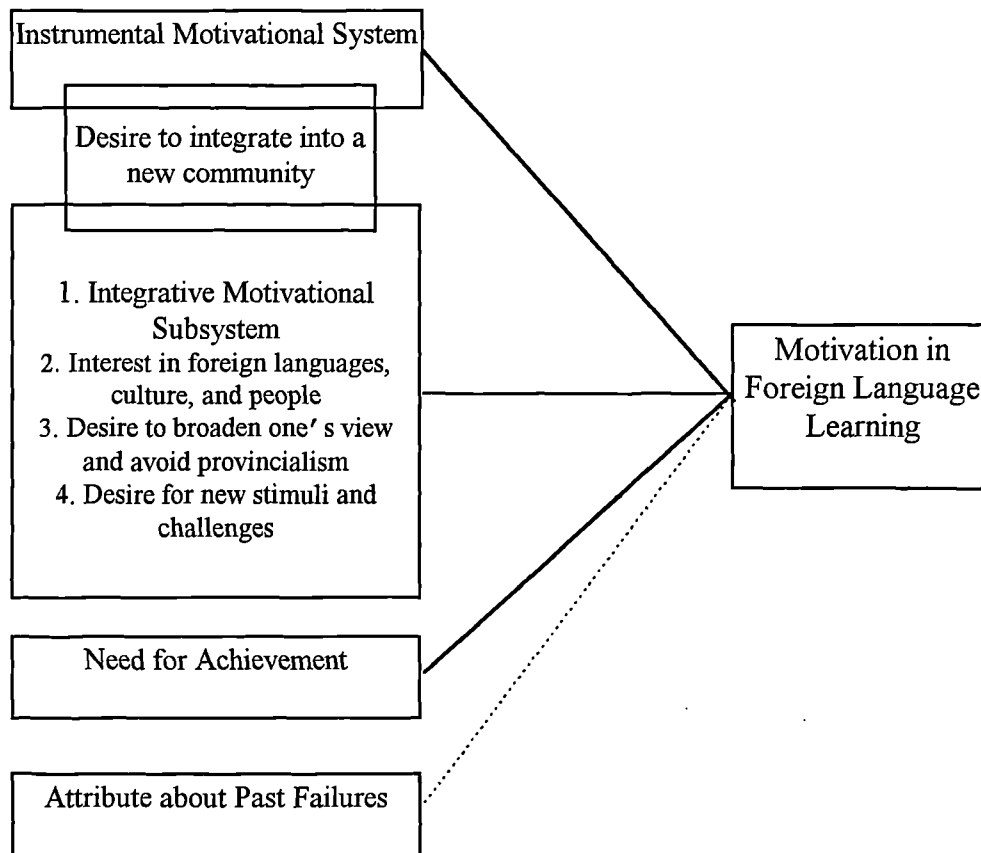 Instrumental Motivational System
Desire to integrate into a
new community
1. Integrative Motivational
Subsystem
2. Interest in foreign languages,
culture, and people
3. Desire to broaden one's view
and avoid provincialism
4. Desire for new stimuli and
challenges
Need for Achievement
Attribute about Past Failures
Motivation in
Foreign Language
Learning